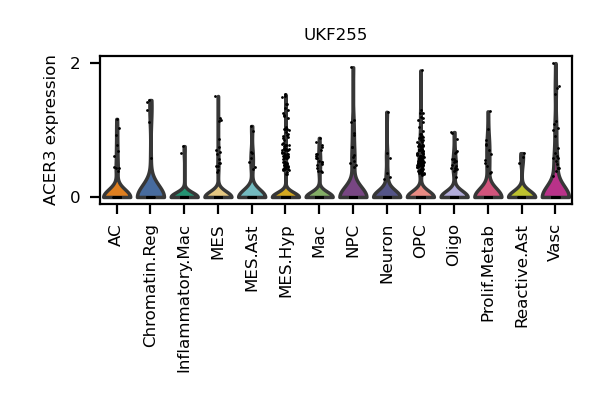 UKF255
ACER3 expression
2
0
AC
Chromatin.Reg
Inflammatory.Mac
MES
MES.Ast
MES.Hyp
Mac
NPC
Neuron
OPC
Oligo
Prolif.Metab
Reactive.Ast
Vasc